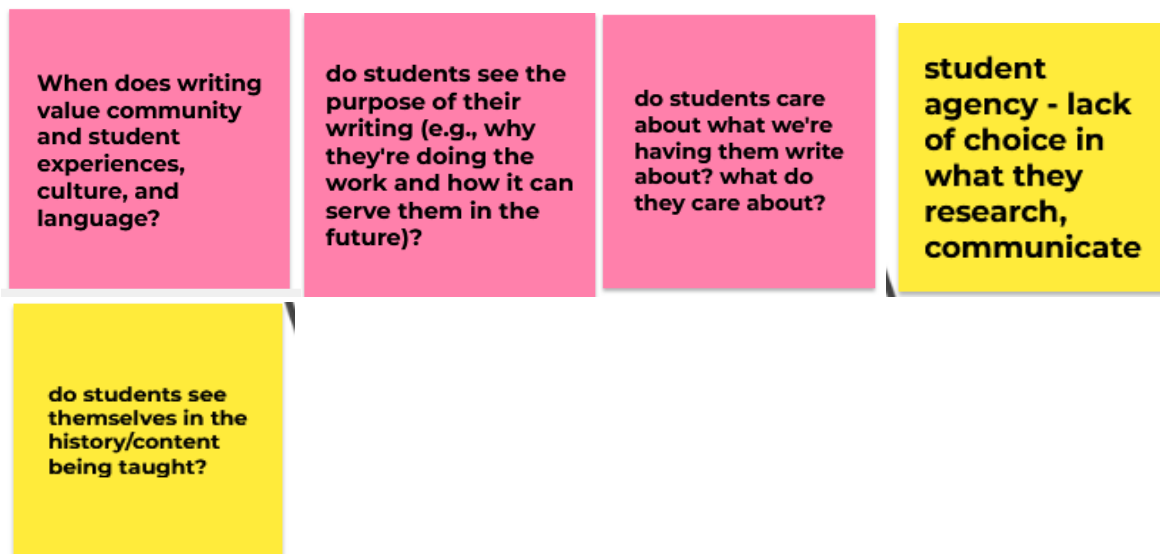 When does writing
value community
and student
experiences,
culture, and
language?
do students see the
purpose of their
writing (e.g., why
they're doing the
work and how it can
serve them in the
future)?
do students care
about what we're
having them write
about? what do
they care about?
student
agency - lack
of choice in
what they
research,
communicate
do students see
themselves in the
history/content
being taught?